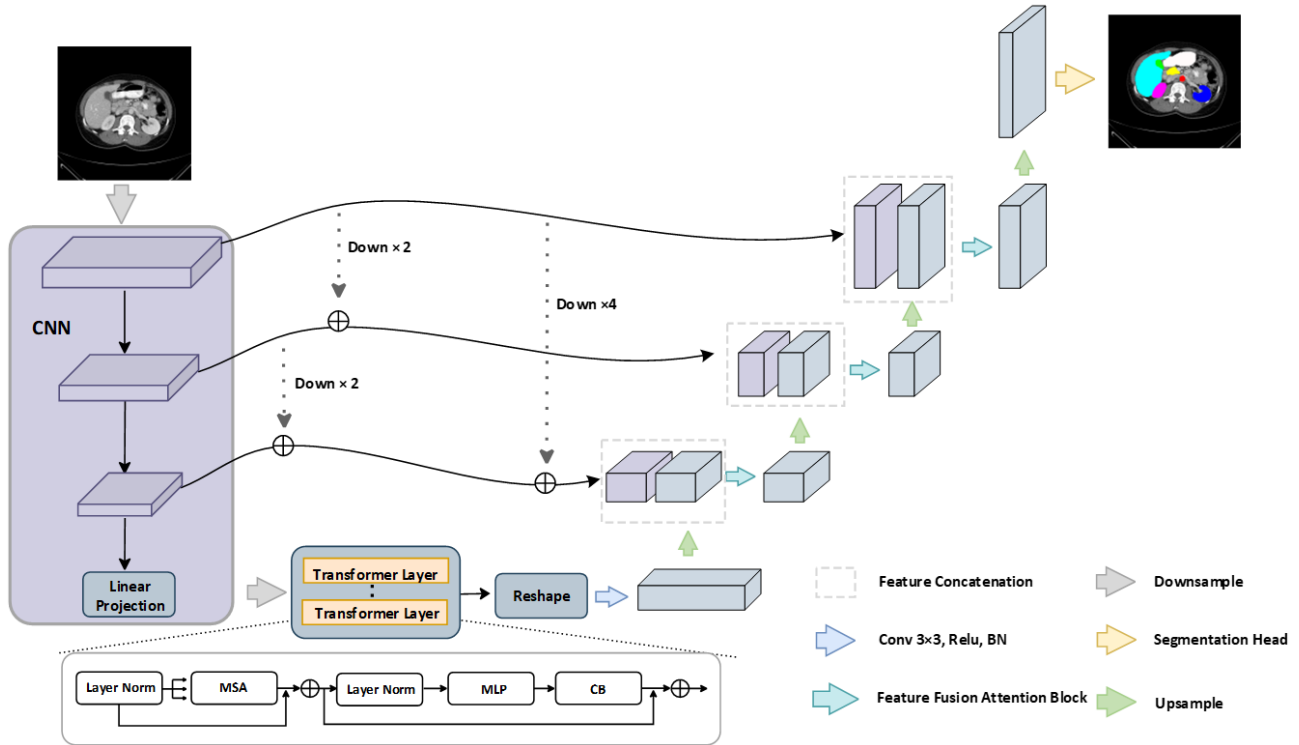 Down × 2
Down ×4
CNN
Down × 2
Linear
Projection
Transformer Layer
Transformer Layer
Reshape
Feature Concatenation
Downsample
Conv 3×3, Relu, BN
Segmentation Head
Feature Fusion Attention Block
Upsample
Layer Norm
MSA
Layer Norm
MLP
CB